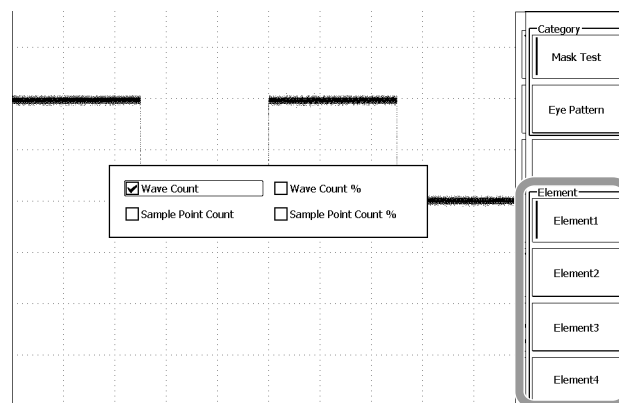 Category
Mask Test
Eye Pattern
Wave Count
Wave Count %
Sample Point Count
Sample Point Count %
Element
Element1
Element2
Element3
Element4